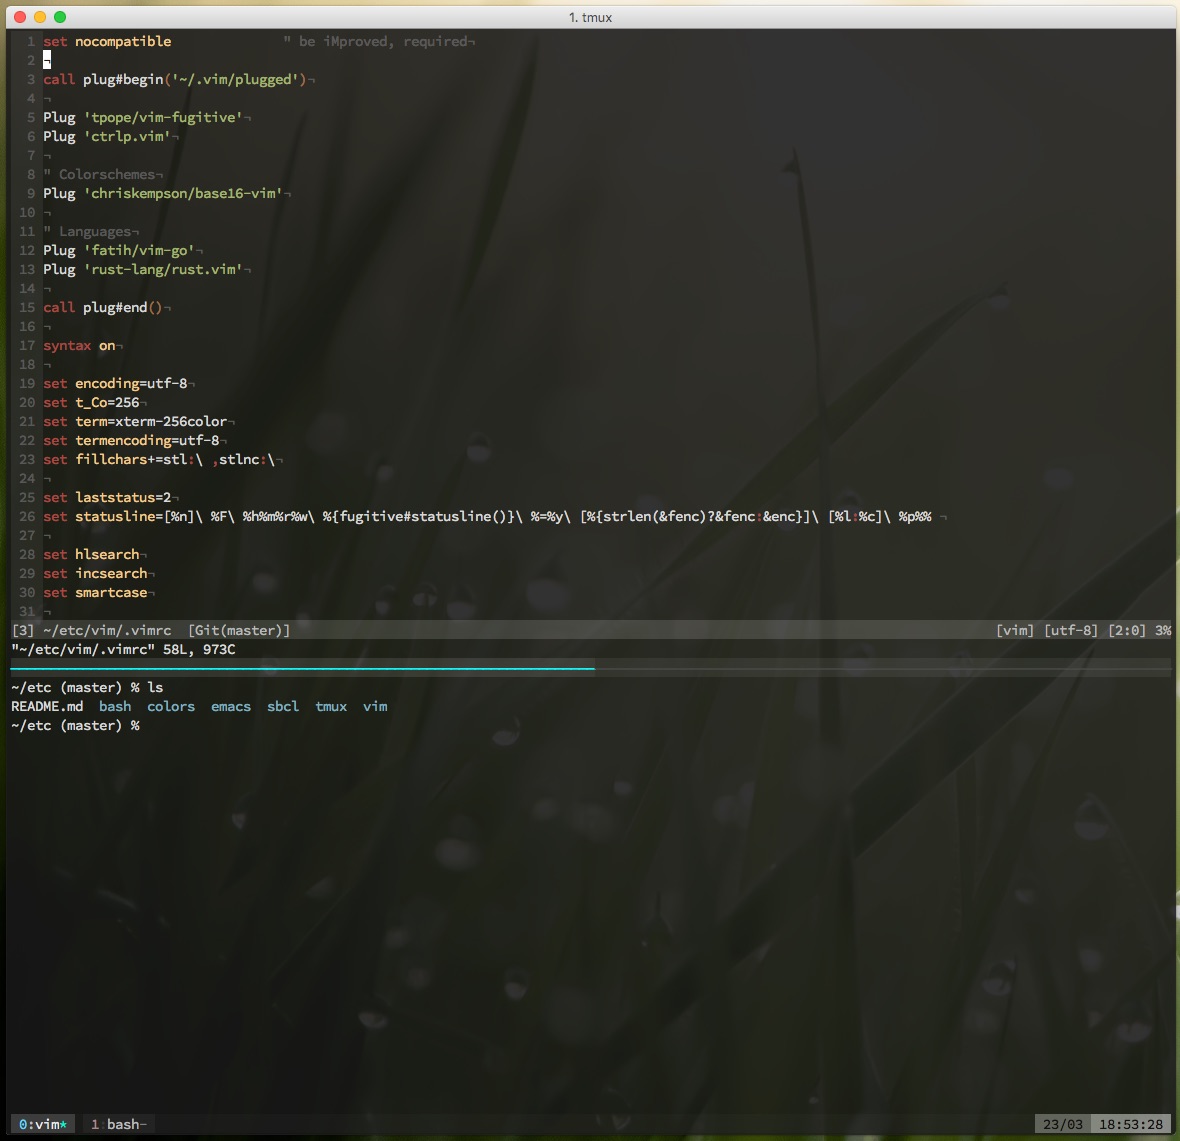 1. tmux
1 set nocompatible " be iMproved, required¬
2 ¬
3 call plug#begin('~/.vim/plugged')¬
4 ¬
5 Plug 'tpope/vim-fugitive'¬
6 Plug 'ctrlp.vim'¬
7 ¬
8 " Colorschemes¬
9 Plug 'chriskempson/base16-vim'¬
10 ¬
11 " Languages¬
12 Plug 'fatih/vim-go'¬
13 Plug 'rust-lang/rust.vim'¬
14 ¬
15 call plug#end()¬
16 ¬
17 syntax on¬
18 ¬
19 set encoding=utf-8¬
20 set t_Co=256¬
21 set term=xterm-256color¬
22 set termencoding=utf-8¬
23 set fillchars+=stl:\ ,stlnc:\¬
24 ¬
25 set laststatus=2¬
26 set statusline=[%n]\ %F\ %h%m%r%w\ %{fugitive#statusline()}\ %=%y\ [%{strlen(&fenc)?&fenc:&enc}]\ [%l:%c]\ %p%% ¬
27 ¬
28 set hlsearch¬
29 set incsearch¬
30 set smartcase¬
31 ¬
[3] ~/etc/vim/.vimrc [Git(master)] [vim] [utf-8] [2:0] 3%
"~/etc/vim/.vimrc" 58L, 973C
~/etc (master) % ls
README.md bash colors emacs sbcl tmux vim
~/etc (master) %
0:vim* 1:bash- 23/03 18:53:28